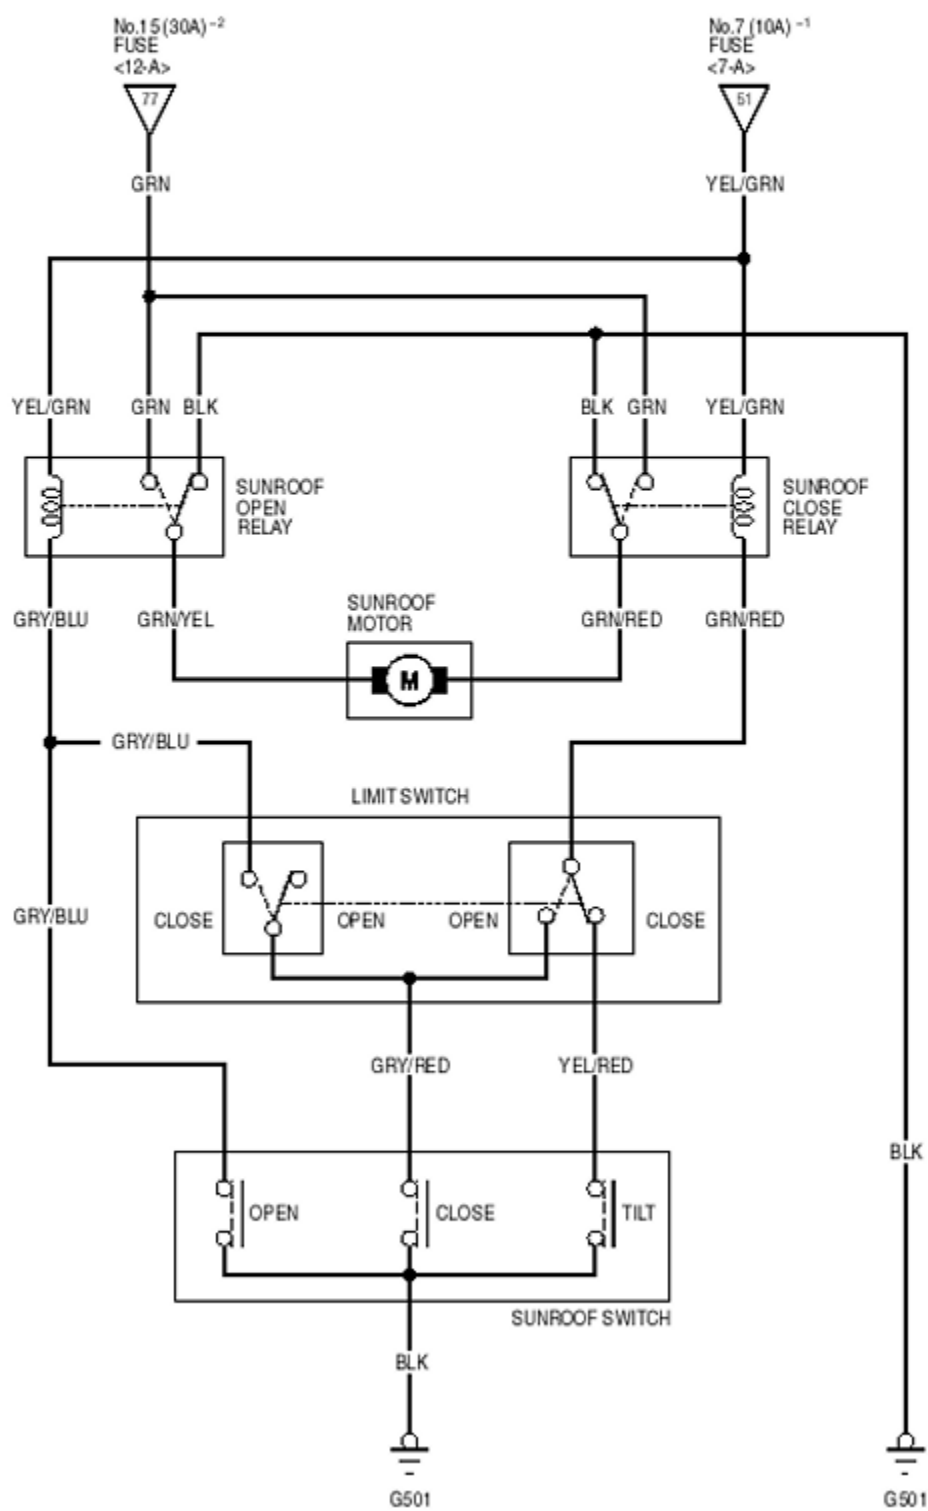 No.15 (30A) –2
FUSE
<12-A>
No.7 (10A) –1
FUSE
<7-A>
77
51
GRN
YEL/GRN
YEL/GRN
GRN
BLK
BLK
GRN
YEL/GRN
SUNROOF
OPEN
RELAY
SUNROOF
CLOSE
RELAY
GRY/BLU
GRN/YEL
SUNROOF
MOTOR
GRN/RED
GRN/RED
M
GRY/BLU
LIMIT SWITCH
GRY/BLU
CLOSE
OPEN
OPEN
CLOSE
GRY/RED
YEL/RED
BLK
OPEN
CLOSE
TILT
SUNROOF SWITCH
BLK
G501
G501